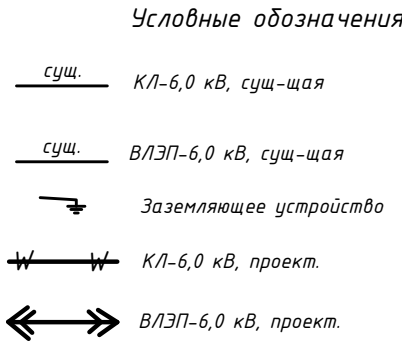 Условные обозначения
сущ.
КЛ-6,0 кВ, сущ-щая
сущ.
ВЛЭП-6,0 кВ, сущ-щая
Заземляющее устройство
W W КЛ-6,0 кВ, проект.
ВЛЭП-6,0 кВ, проект.